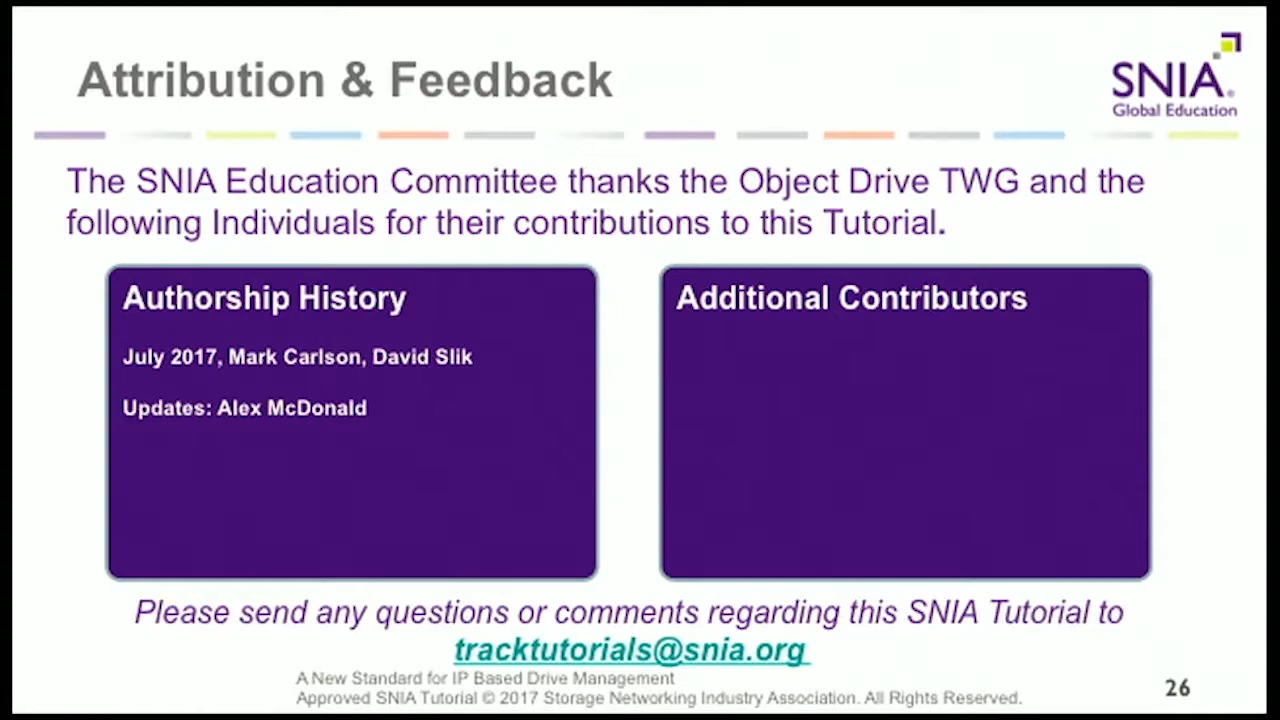 Attribution & Feedback
SNIA®
Global Education
The SNIA Education Committee thanks the Object Drive TWG and the
following Individuals for their contributions to this Tutorial.
Authorship History
July 2017, Mark Carlson, David Slik
Updates: Alex McDonald
Additional Contributors
Please send any questions or comments regarding this SNIA Tutorial to
tracktutorials@snia.org
A New Standard for IP Based Drive Management
Approved SNIA Tutorial © 2017 Storage Networking Industry Association. All Rights Reserved.
26